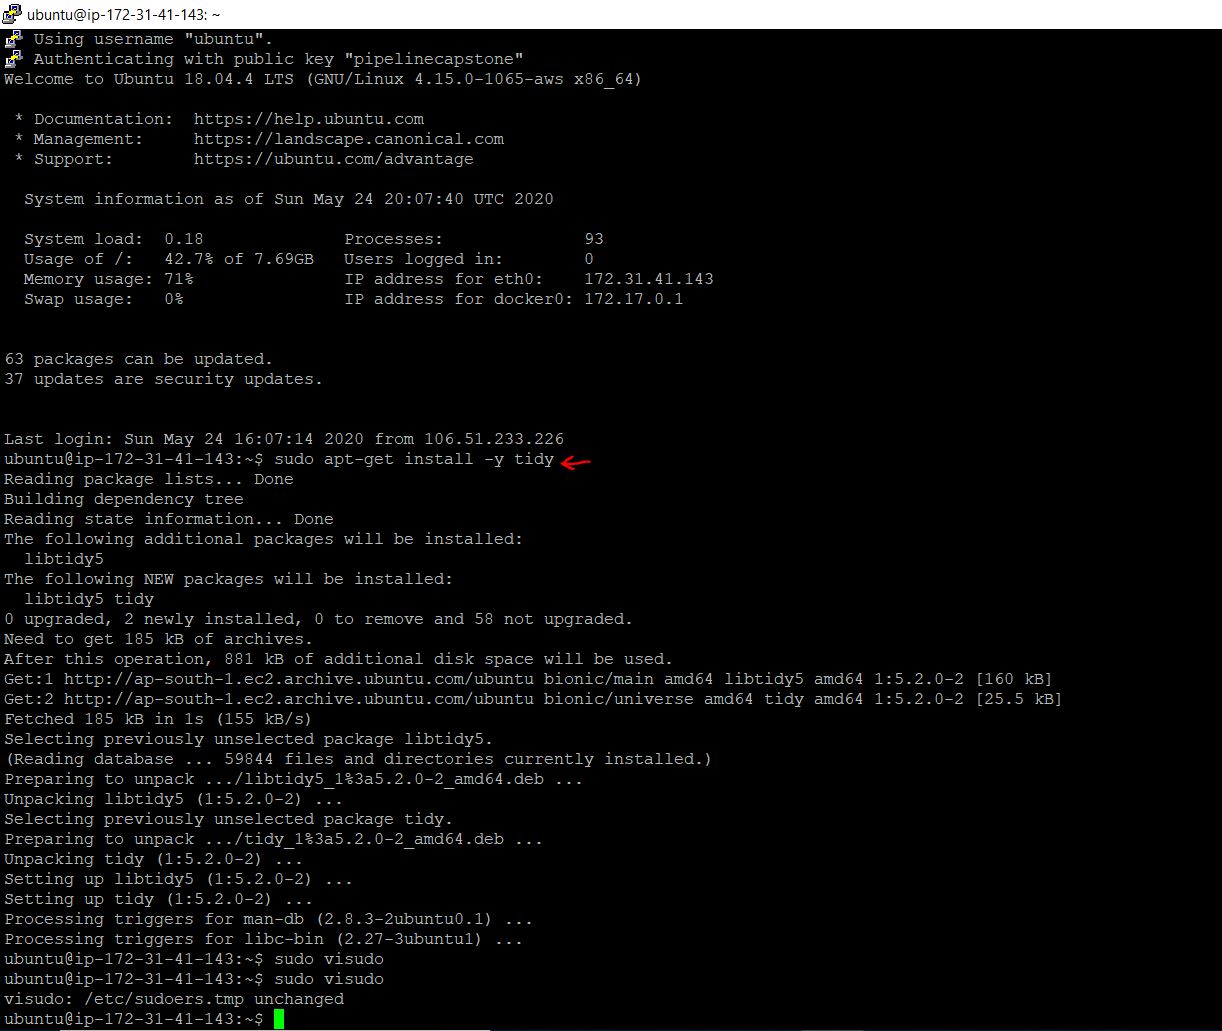 ubuntu@ip-172-31-41-143: ~
Using username "ubuntu".
Authenticating with public key "pipelinecapstone"
Welcome to Ubuntu 18.04.4 LTS (GNU/Linux 4.15.0-1065-aws x86_64)
* Documentation:  https://help.ubuntu.com
* Management:     https://landscape.canonical.com
* Support:        https://ubuntu.com/advantage
System information as of Sun May 24 20:07:40 UTC 2020
System load:  0.18              Processes:              93
Usage of /:   42.7% of 7.69GB   Users logged in:        0
Memory usage: 71%               IP address for eth0:    172.31.41.143
Swap usage:   0%                IP address for docker0: 172.17.0.1
63 packages can be updated.
37 updates are security updates.
Last login: Sun May 24 16:07:14 2020 from 106.51.233.226
ubuntu@ip-172-31-41-143:~$ sudo apt-get install -y tidy
Reading package lists... Done
Building dependency tree
Reading state information... Done
The following additional packages will be installed:
libtidy5
The following NEW packages will be installed:
libtidy5 tidy
0 upgraded, 2 newly installed, 0 to remove and 58 not upgraded.
Need to get 185 kB of archives.
After this operation, 881 kB of additional disk space will be used.
Get:1 http://ap-south-1.ec2.archive.ubuntu.com/ubuntu bionic/main amd64 libtidy5 amd64 1:5.2.0-2 [160 kB]
Get:2 http://ap-south-1.ec2.archive.ubuntu.com/ubuntu bionic/universe amd64 tidy amd64 1:5.2.0-2 [25.5 kB]
Fetched 185 kB in 1s (155 kB/s)
Selecting previously unselected package libtidy5.
(Reading database ... 59844 files and directories currently installed.)
Preparing to unpack .../libtidy5_1%3a5.2.0-2_amd64.deb ...
Unpacking libtidy5 (1:5.2.0-2) ...
Selecting previously unselected package tidy.
Preparing to unpack .../tidy_1%3a5.2.0-2_amd64.deb ...
Unpacking tidy (1:5.2.0-2) ...
Setting up libtidy5 (1:5.2.0-2) ...
Setting up tidy (1:5.2.0-2) ...
Processing triggers for man-db (2.8.3-2ubuntu0.1) ...
Processing triggers for libc-bin (2.27-3ubuntu1) ...
ubuntu@ip-172-31-41-143:~$ sudo visudo
ubuntu@ip-172-31-41-143:~$ sudo visudo
visudo: /etc/sudoers.tmp unchanged
ubuntu@ip-172-31-41-143:~$